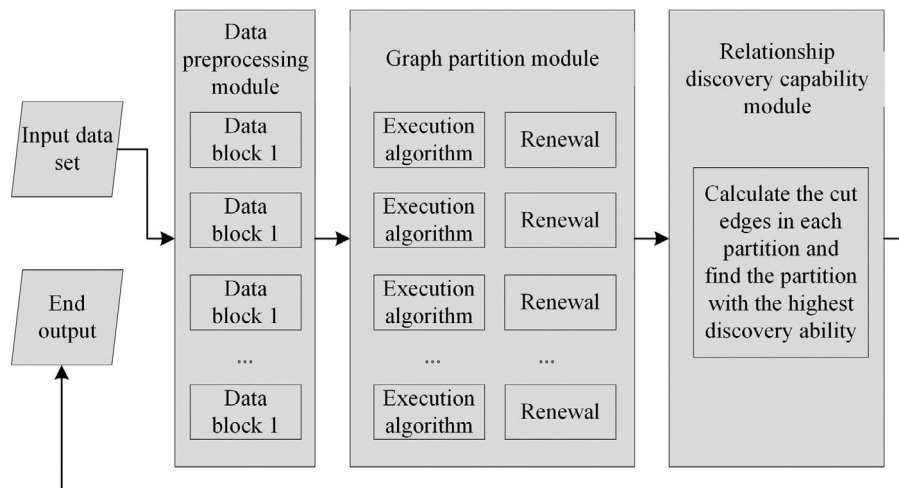 Input data
set
End
output
Data
preprocessing
module
Data
block 1
Data
block 1
Data
block 1
...
Data
block 1
Graph partition module
Execution
algorithm
Renewal
Execution
algorithm
Renewal
Execution
algorithm
Renewal
...
...
Execution
algorithm
Renewal
Relationship
discovery capability
module
Calculate the cut
edges in each
partition and
find the partition
with the highest
discovery ability